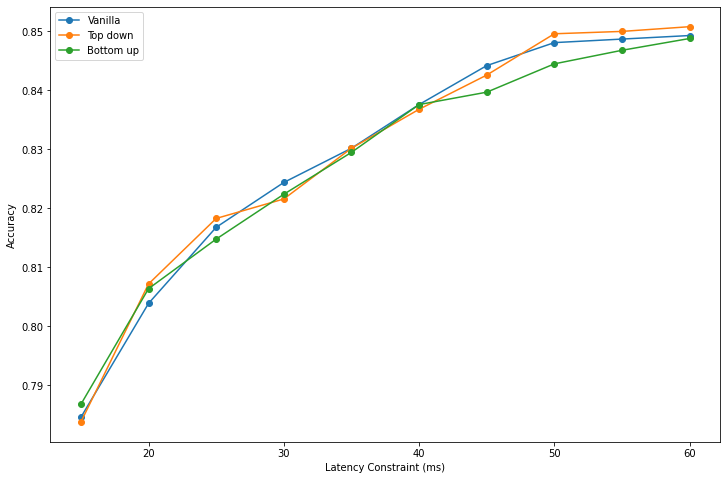 Vanilla
Top down
Bottom up
0.85
0.84
0.83
0.82
0.81
0.80
0.79
Accuracy
20 30 40 50 60
Latency Constraint (ms)